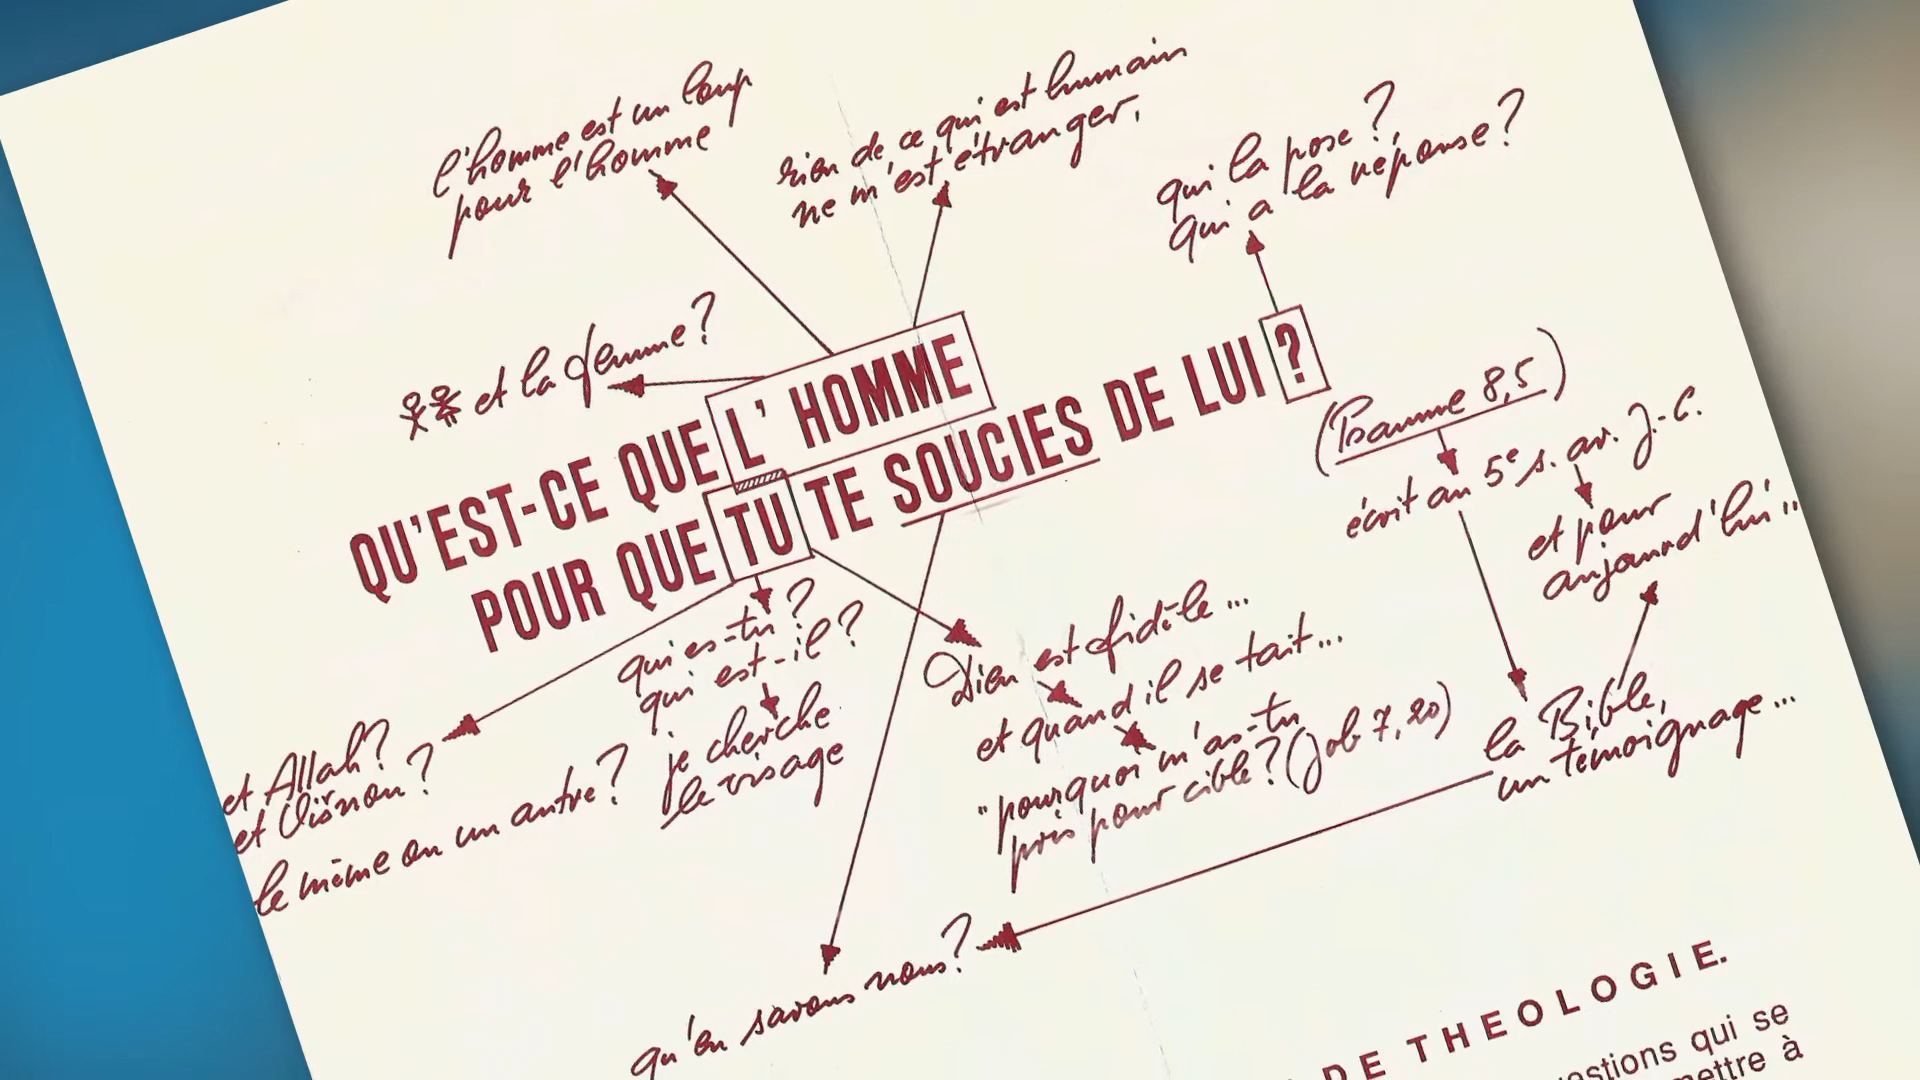 l'homme est un loup
pour l'homme
rien de ce qui est humain
ne m'est étranger.
qui la pose ?
qui a la réponse ?
et la femme ?
QU'EST-CE QUE L'HOMME
POUR QUE TU TE SOUCIES DE LUI ?
(Psaume 8,5)
écrit au 5e s. av. J.-C.
et pour
aujourd'hui...
qui es-tu ?
qui est-il ?
je cherche
le visage
Dieu est fidèle...
et quand il se tait...
"pourquoi m'as-tu
pris pour cible ? (Job 7,20)
la Bible,
un témoignage...
et Allah ?
et Vishnou ?
le même ou un autre ?
qu'en savons nous ?
DE THEOLOGIE.
estions qui se
mettre à